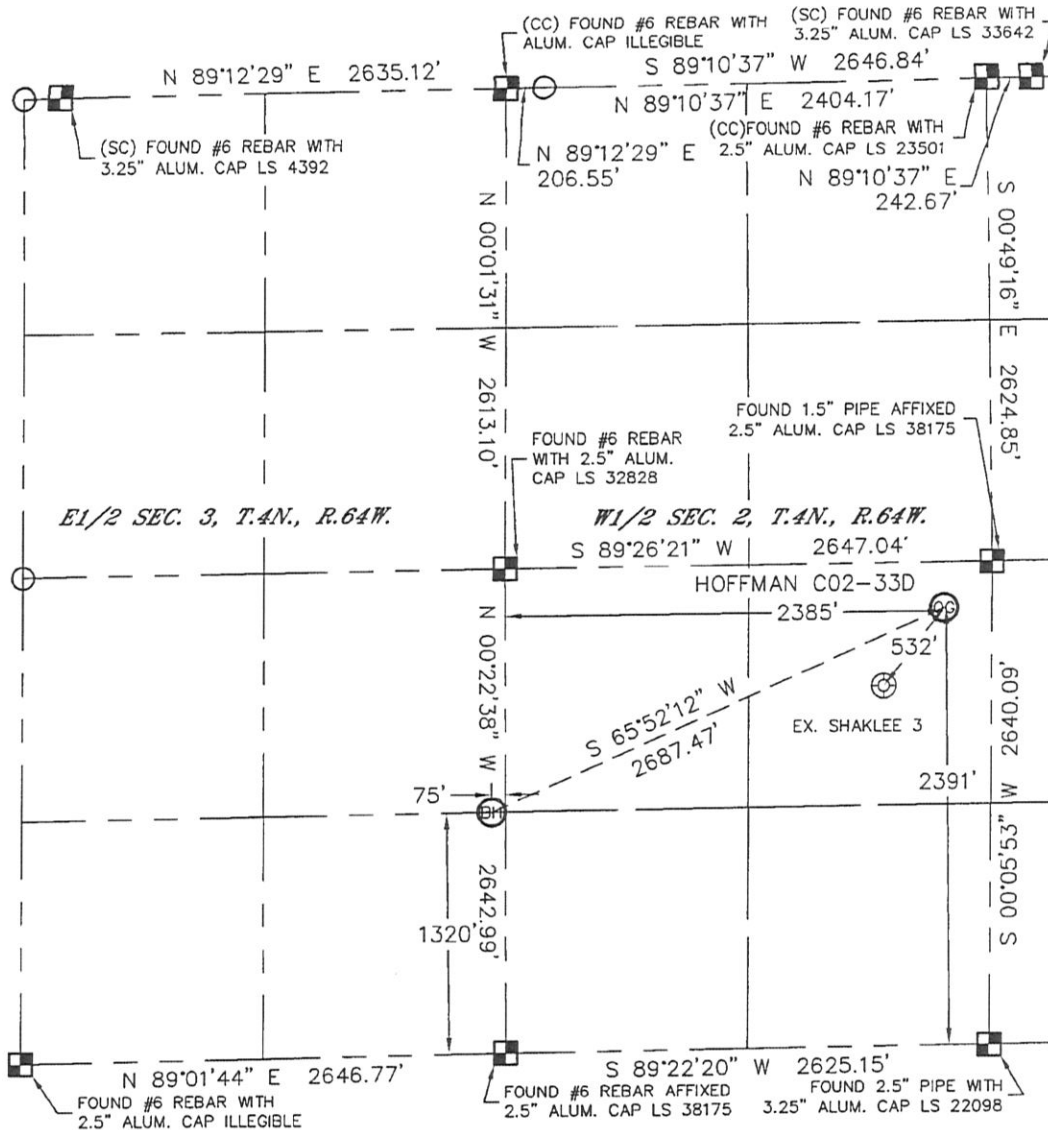 (CC) FOUND #6 REBAR WITH
ALUM. CAP ILLEGIBLE
(SC) FOUND #6 REBAR WITH
3.25" ALUM. CAP LS 33642
N 89°12'29" E 2635.12'
S 89°10'37" W 2646.84'
N 89°10'37" E 2404.17'
(SC) FOUND #6 REBAR WITH
3.25" ALUM. CAP LS 4392
N 89°12'29" E
206.55'
(CC)FOUND #6 REBAR WITH
2.5" ALUM. CAP LS 23501
N 89°10'37" E
242.67'
N 00°01'31" W 2613.10'
S 00°49'16" E 2624.85'
FOUND 1.5" PIPE AFFIXED
2.5" ALUM. CAP LS 38175
FOUND #6 REBAR
WITH 2.5" ALUM.
CAP LS 32828
E1/2 SEC. 3, T.4N., R.64W.
W1/2 SEC. 2, T.4N., R.64W.
S 89°26'21" W 2647.04'
HOFFMAN C02-33D
2385'
OG
532'
N 00°22'38" W 2642.99'
S 65°52'12" W
2687.47'
EX. SHAKLEE 3
2391'
S 00°05'53" W 2640.09'
75'
BH
1320'
N 89°01'44" E 2646.77'
S 89°22'20" W 2625.15'
FOUND #6 REBAR WITH
2.5" ALUM. CAP ILLEGIBLE
FOUND #6 REBAR AFFIXED
2.5" ALUM. CAP LS 38175
FOUND 2.5" PIPE WITH
3.25" ALUM. CAP LS 22098